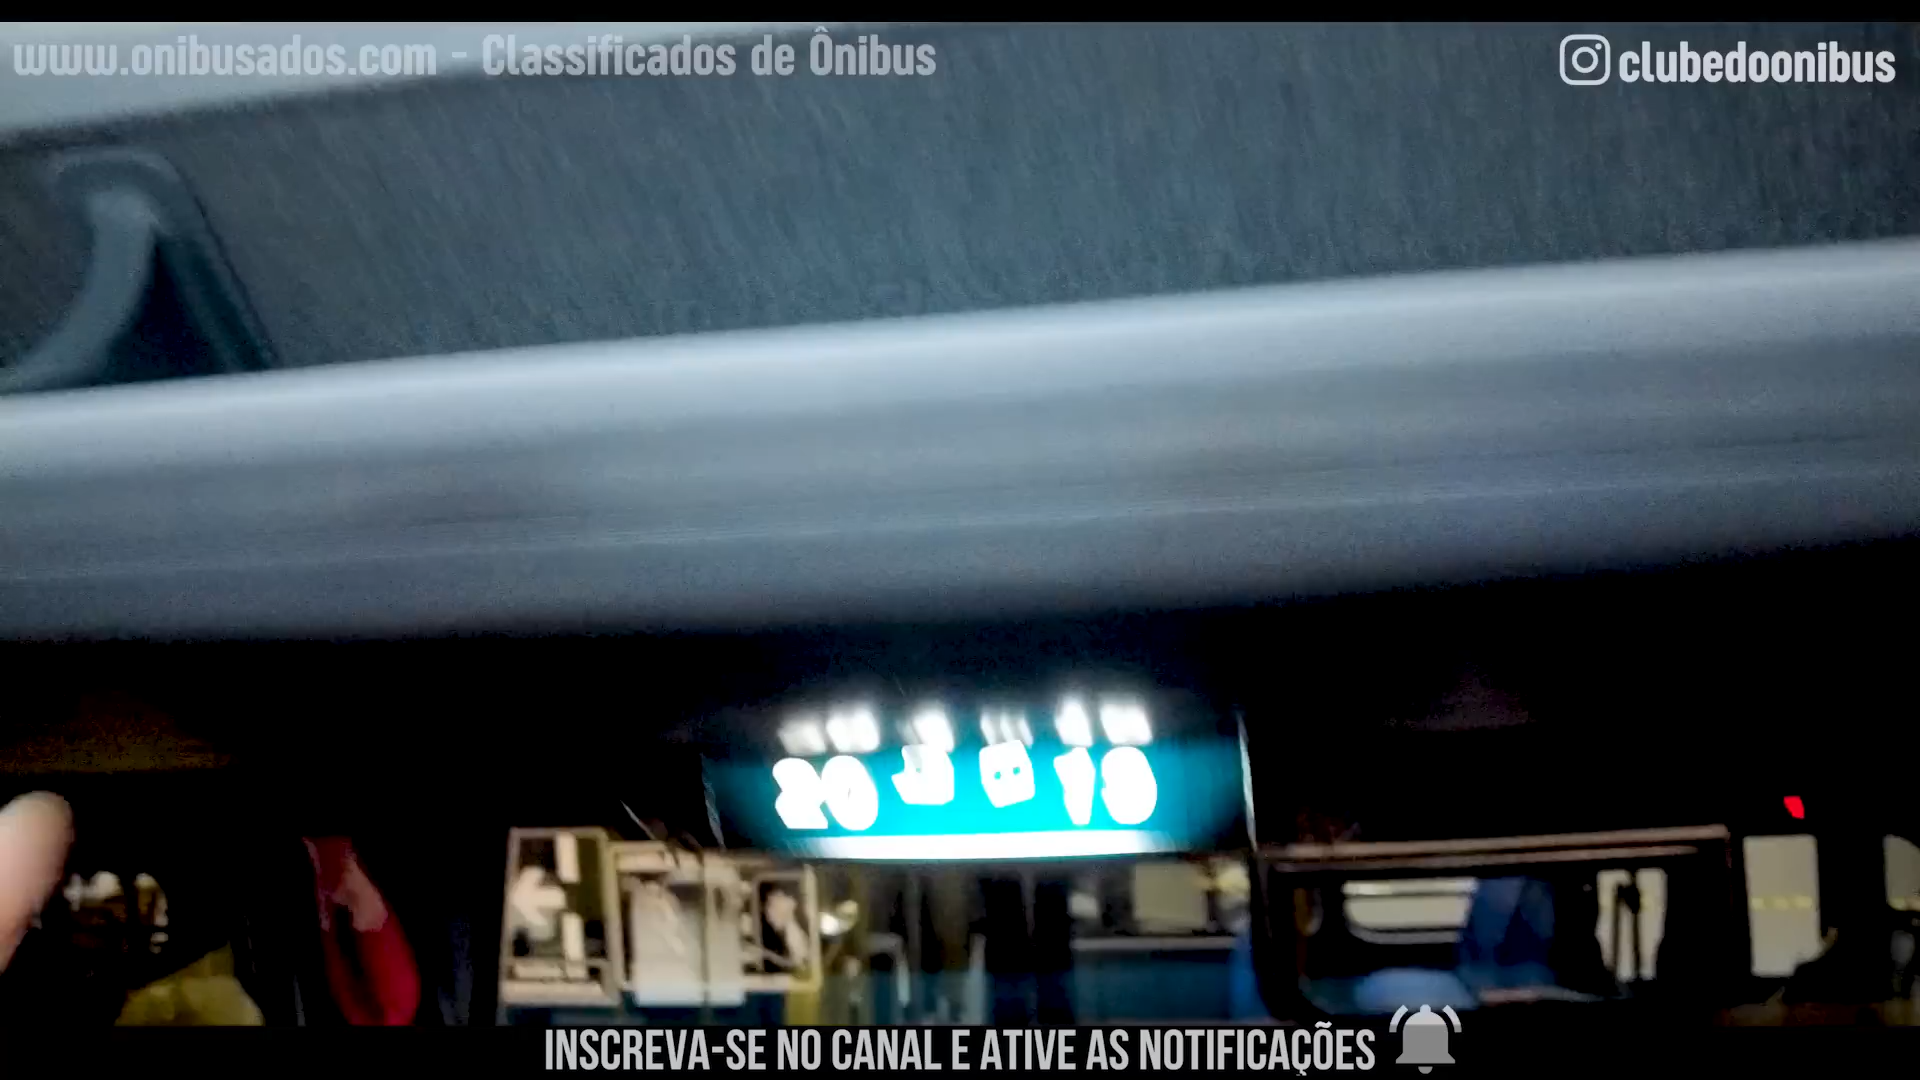 www.onibusados.com - Classificados de Ônibus
clubedoonibus
INSCREVA-SE NO CANAL E ATIVE AS NOTIFICAÇÕES